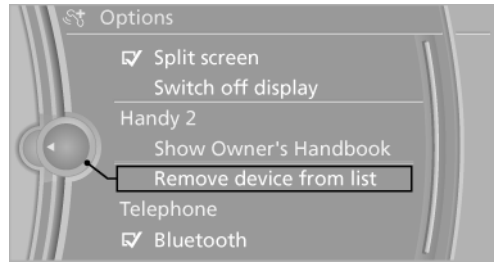 Options
Split screen
Switch off display
Handy 2
Show Owner's Handbook
Remove device from list
Telephone
Bluetooth